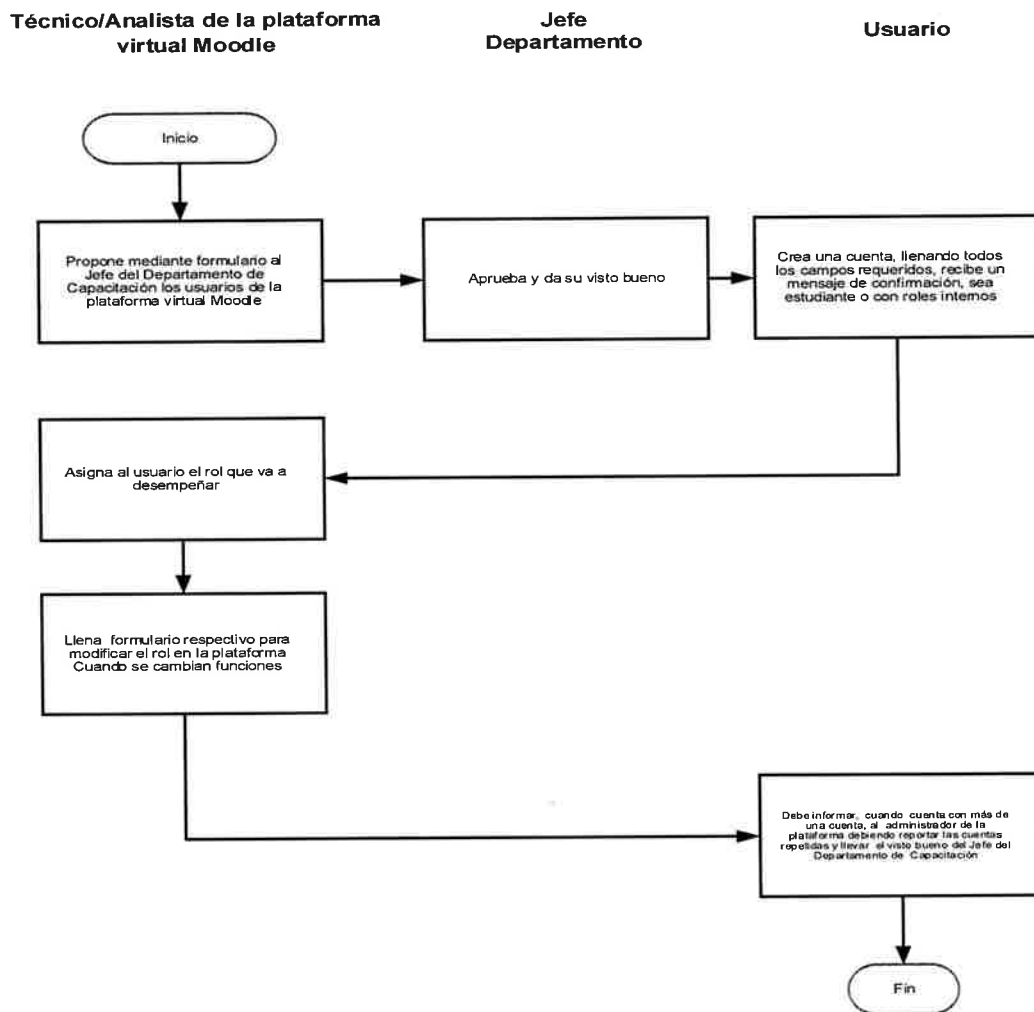 Técnico/Analista de la plataforma
virtual Moodle
Jefe
Departamento
Usuario
Inicio
Propone mediante formulario al
Jefe del Departamento de
Capacitación los usuarios de la
plataforma virtual Moodle
Aprueba y da su visto bueno
Crea una cuenta, llenando todos
los campos requeridos, recibe un
mensaje de confirmación, sea
estudiante o con roles internos
Asigna al usuario el rol que va a
desempeñar
Llena formulario respectivo para
modificar el rol en la plataforma
Cuando se cambian funciones
Debe informar, cuando cuenta con más de
una cuenta, al administrador de la
plataforma debiendo reportar las cuentas
repetidas y llevar el visto bueno del Jefe del
Departamento de Capacitación
Fin